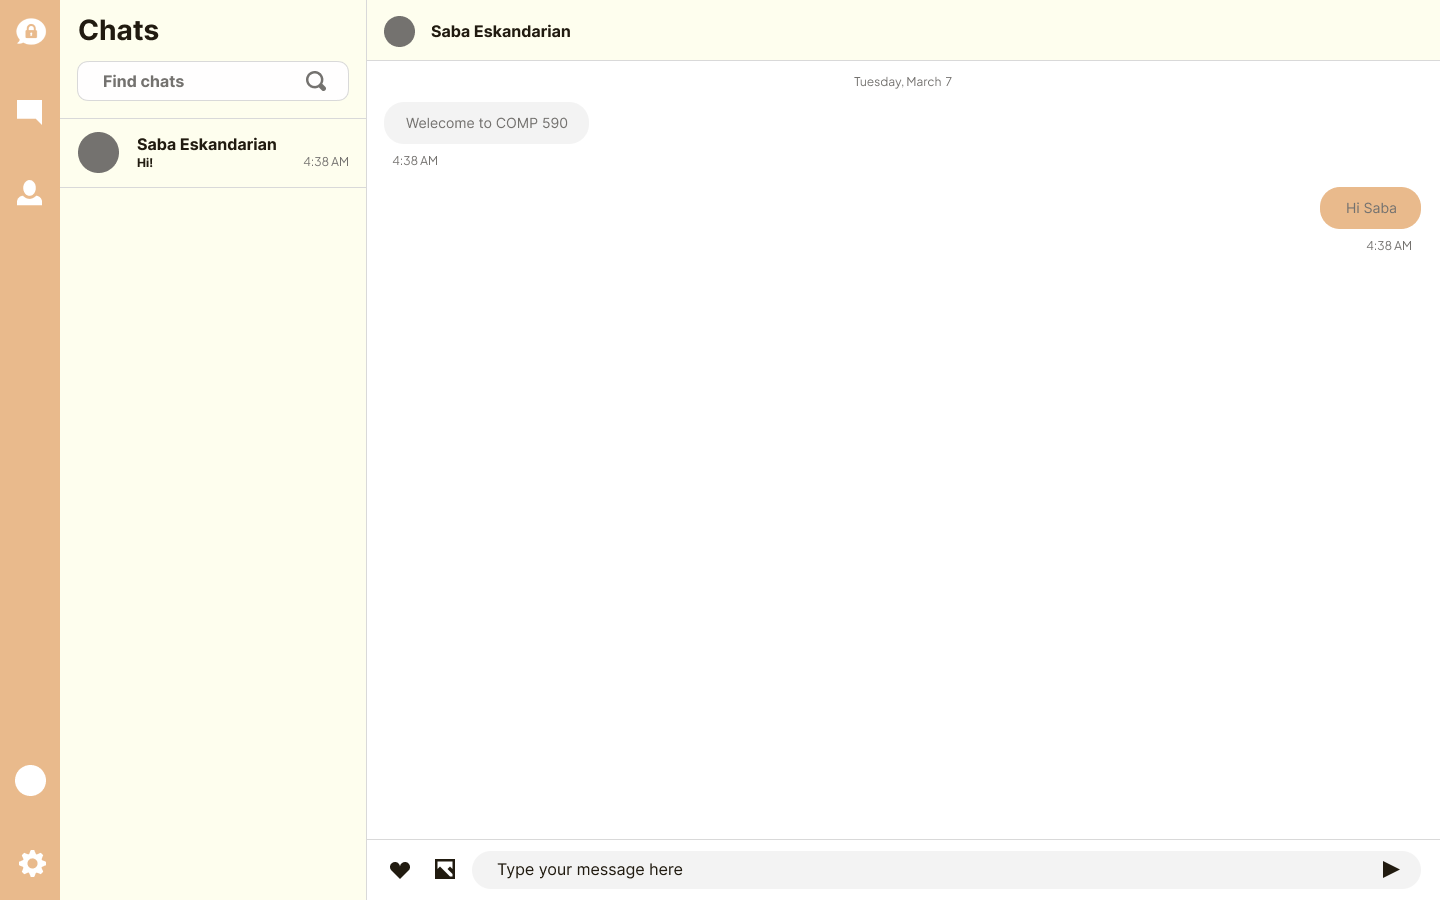 Chats
Find chats
Saba Eskandarian
Hi!
4:38 AM
Saba Eskandarian
Tuesday, March 7
Welecome to COMP 590
4:38 AM
Hi Saba
4:38 AM
Type your message here